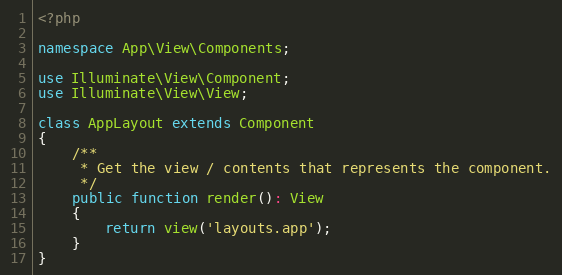 1 <?php
2
3 namespace App\View\Components;
4
5 use Illuminate\View\Component;
6 use Illuminate\View\View;
7
8 class AppLayout extends Component
9 {
10     /**
11      * Get the view / contents that represents the component.
12      */
13     public function render(): View
14     {
15         return view('layouts.app');
16     }
17 }